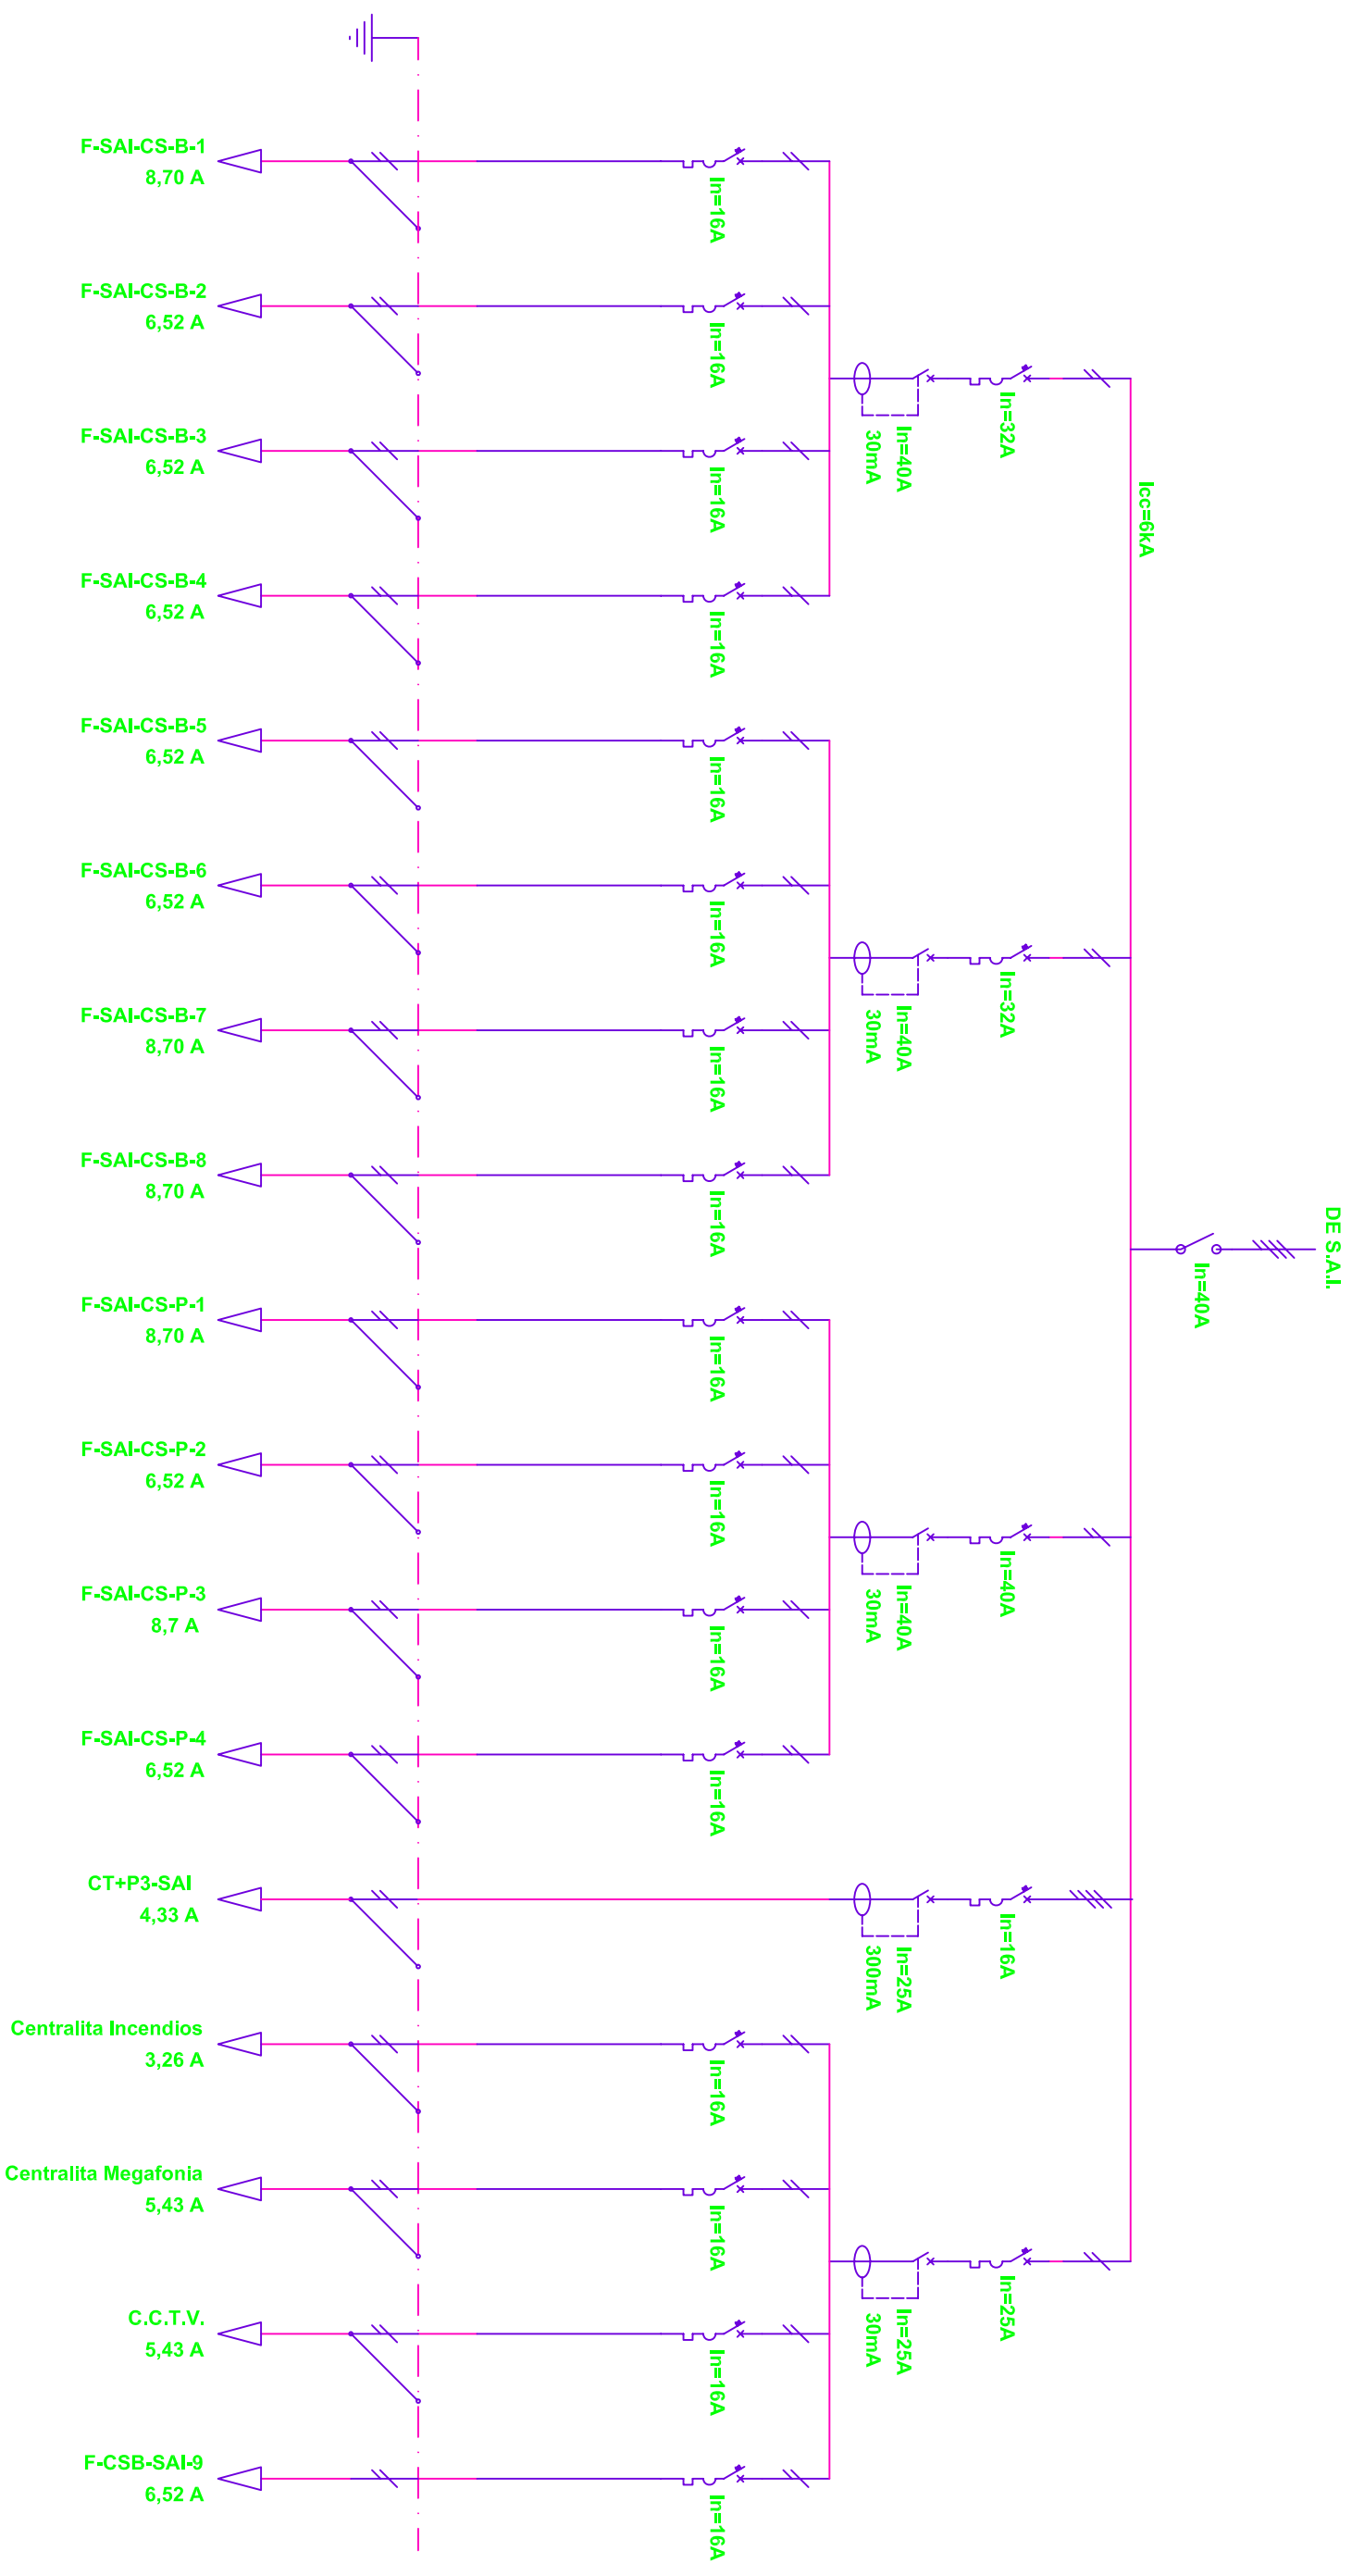 F-SAI-CS-B-1
8,70 A
In=16A
F-SAI-CS-B-2
6,52 A
In=16A
In=32A
In=40A
30mA
F-SAI-CS-B-3
6,52 A
In=16A
Icc=6kA
F-SAI-CS-B-4
6,52 A
In=16A
F-SAI-CS-B-5
6,52 A
In=16A
F-SAI-CS-B-6
6,52 A
In=16A
In=32A
In=40A
30mA
F-SAI-CS-B-7
8,70 A
In=16A
F-SAI-CS-B-8
8,70 A
In=16A
DE S.A.I.
In=40A
F-SAI-CS-P-1
8,70 A
In=16A
F-SAI-CS-P-2
6,52 A
In=16A
In=40A
In=40A
30mA
F-SAI-CS-P-3
8,7 A
In=16A
F-SAI-CS-P-4
6,52 A
In=16A
CT+P3-SAI
4,33 A
In=16A
In=25A
300mA
Centralita Incendios
3,26 A
In=16A
Centralita Megafonia
5,43 A
In=16A
In=25A
In=25A
30mA
C.C.T.V.
5,43 A
In=16A
F-CSB-SAI-9
6,52 A
In=16A